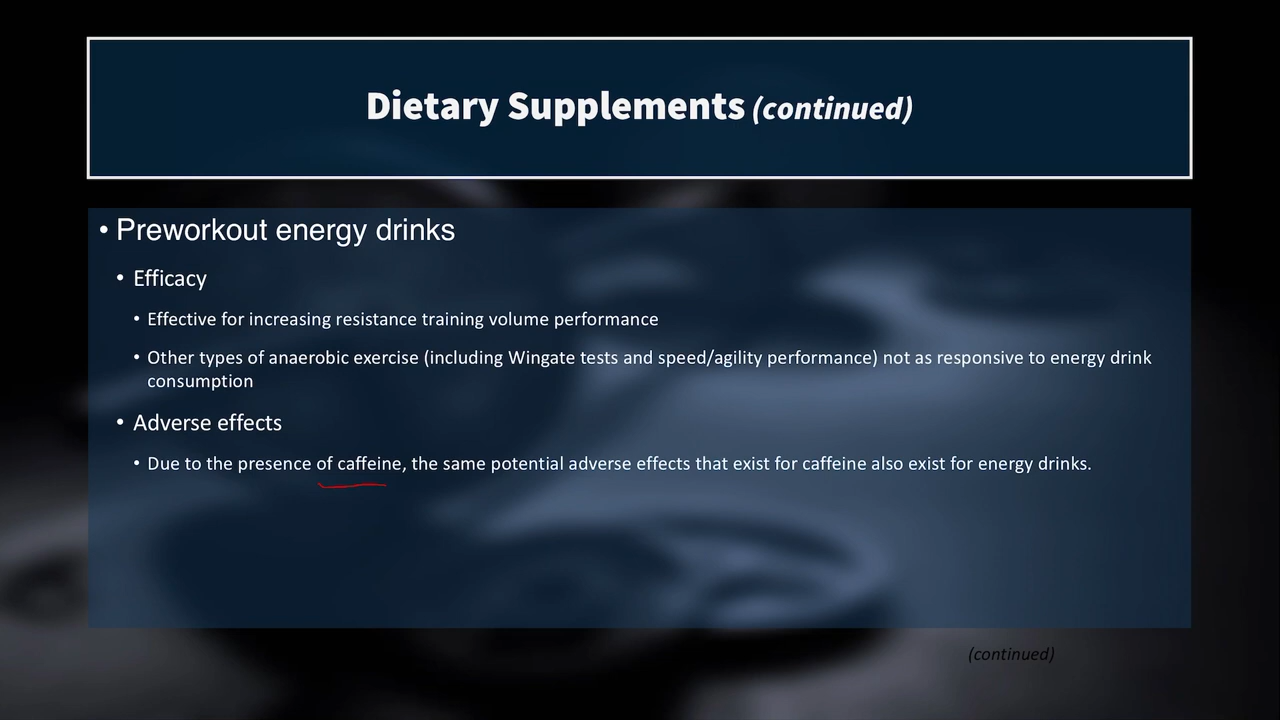 Dietary Supplements (continued)
• Preworkout energy drinks
• Efficacy
• Effective for increasing resistance training volume performance
• Other types of anaerobic exercise (including Wingate tests and speed/agility performance) not as responsive to energy drink
consumption
• Adverse effects
• Due to the presence of caffeine, the same potential adverse effects that exist for caffeine also exist for energy drinks.
(continued)